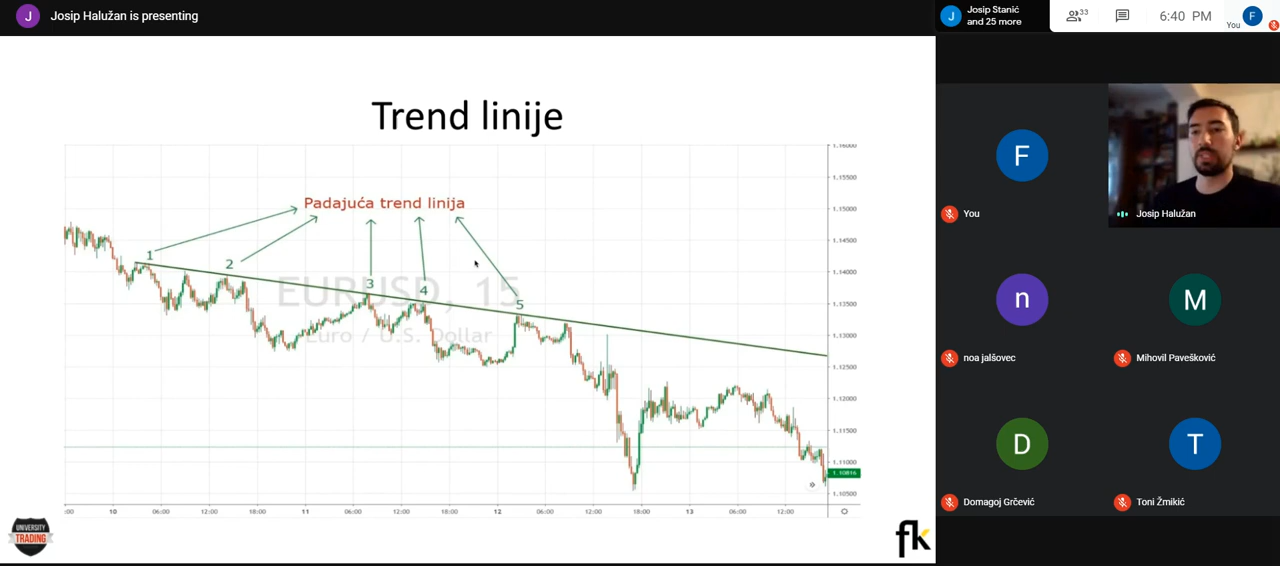 J
Josip Halužan is presenting
J
Josip Stanić
and 25 more
33
6:40 PM
You
F
Trend linije
Padajuća trend linija
1
2
3
4
5
EURUSD, 15
Euro / U.S. Dollar
1.16000
1.15500
1.15000
1.14500
1.14000
1.13500
1.13000
1.12500
1.12000
1.11500
1.11000
1.10816
1.10500
:00
10
06:00
12:00
18:00
11
06:00
12:00
18:00
12
06:00
12:00
18:00
13
06:00
12:00
UNIVERSITY
TRADING
fk
F
You
Josip Halužan
n
noa jalšovec
M
Mihovil Pavešković
D
Domagoj Grčević
T
Toni Žmikić